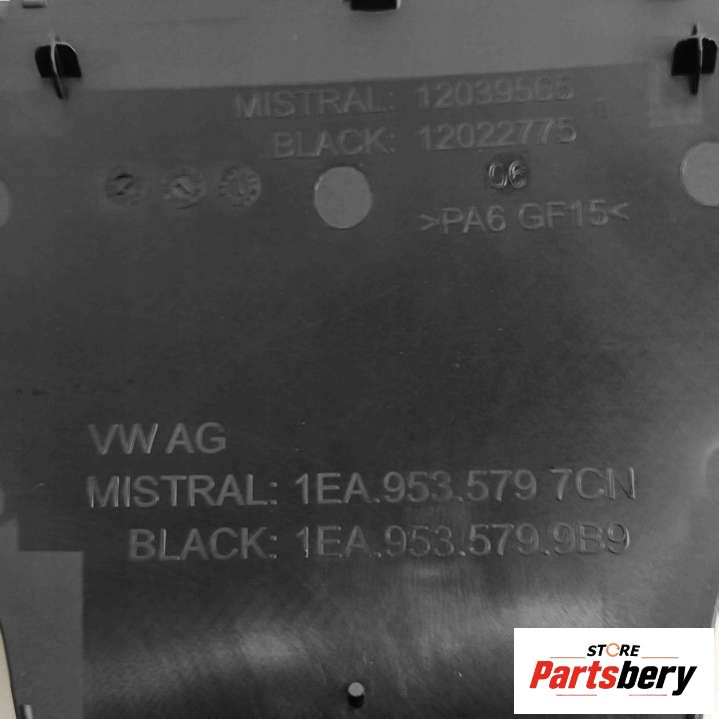 MISTRAL: 12039565
BLACK: 12022775
06
>PA6 GF15<
VW AG
MISTRAL: 1EA.953.579 7CN
BLACK: 1EA.953.579.9B9
STORE
Partsbery